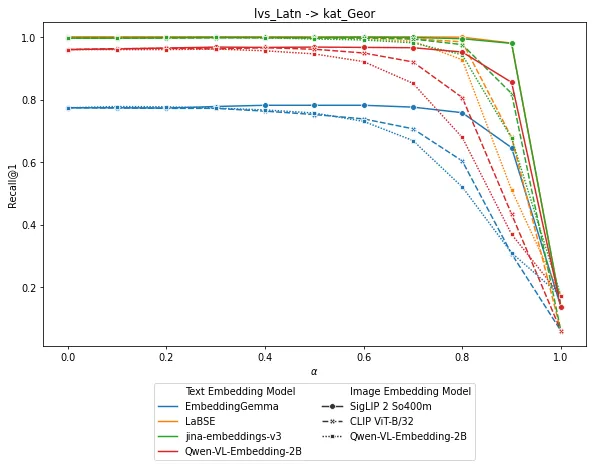 lvs_Latn -> kat_Geor
Recall@1
1.0
0.8
0.6
0.4
0.2
0.0 0.2 0.4 0.6 0.8 1.0
α
Text Embedding Model Image Embedding Model
EmbeddingGemma SigLIP 2 So400m
LaBSE CLIP ViT-B/32
jina-embeddings-v3 Qwen-VL-Embedding-2B
Qwen-VL-Embedding-2B